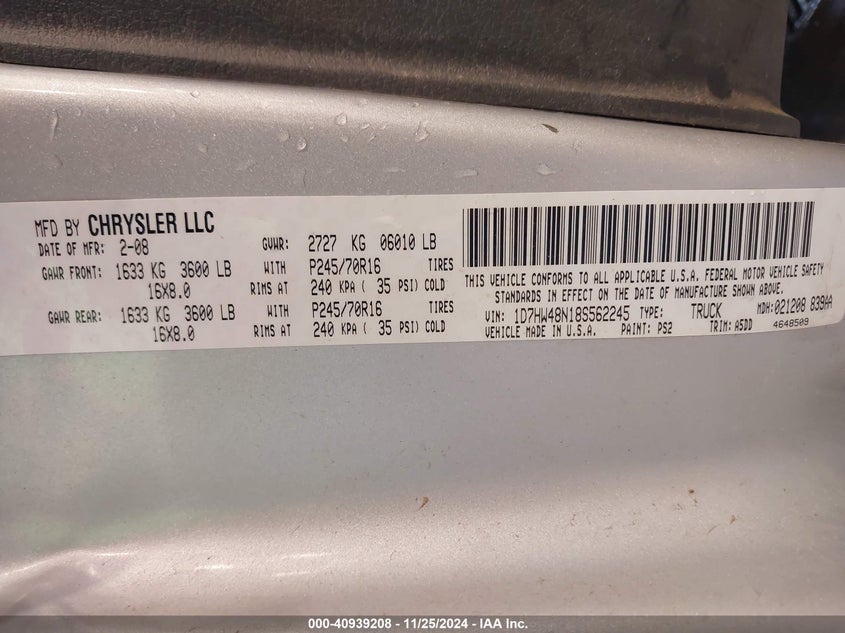 MFD BY CHRYSLER LLC
DATE OF MFR: 2-08 GVWR: 2727 KG 06010 LB
GAWR FRONT: 1633 KG 3600 LB WITH P245/70R16 TIRES
16X8.0 RIMS AT 240 KPA ( 35 PSI) COLD
GAWR REAR: 1633 KG 3600 LB WITH P245/70R16 TIRES
16X8.0 RIMS AT 240 KPA ( 35 PSI) COLD
THIS VEHICLE CONFORMS TO ALL APPLICABLE U.S.A. FEDERAL MOTOR VEHICLE SAFETY
STANDARDS IN EFFECT ON THE DATE OF MANUFACTURE SHOWN ABOVE.
VIN: 1D7HW48N18S562245 TYPE: TRUCK MDH:021208 839AA
VEHICLE MADE IN U.S.A. PAINT: PS2 TRIM: A5DD 4648509
000-40939208 - 11/25/2024 - IAA Inc.